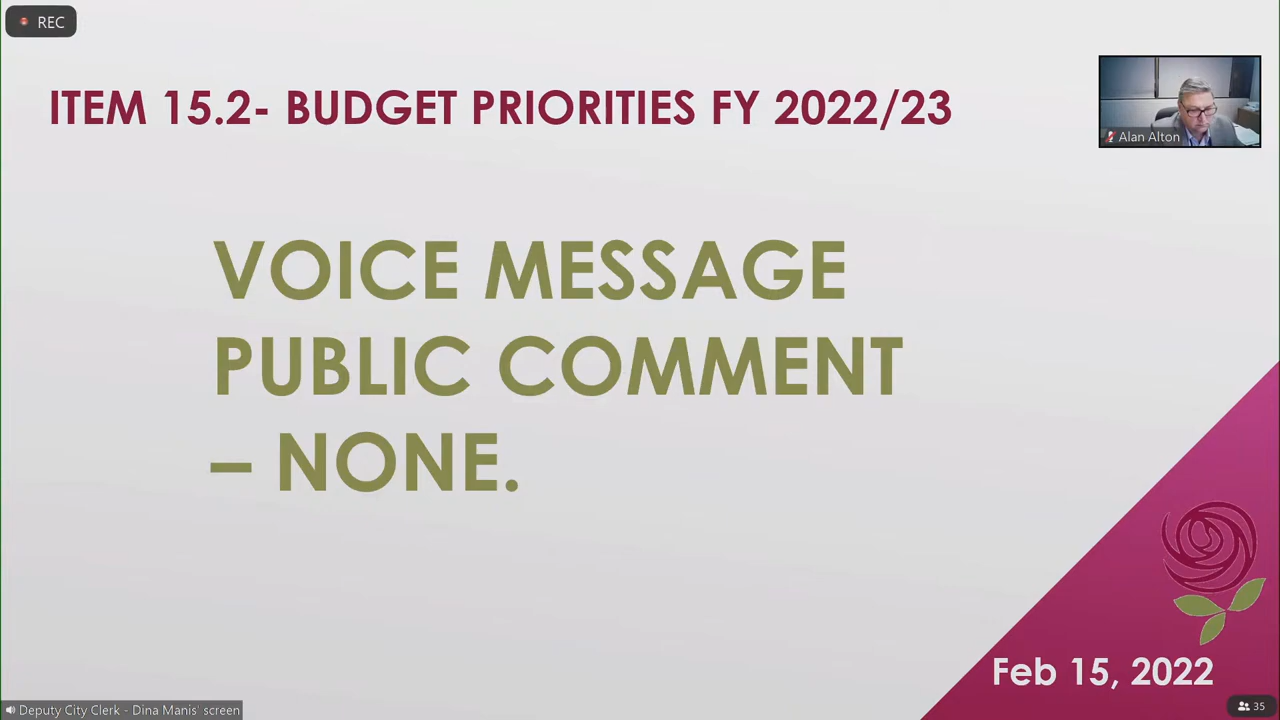 REC
ITEM 15.2- BUDGET PRIORITIES FY 2022/23
Alan Alton
VOICE MESSAGE
PUBLIC COMMENT
– NONE.
Feb 15, 2022
Deputy City Clerk - Dina Manis' screen
35